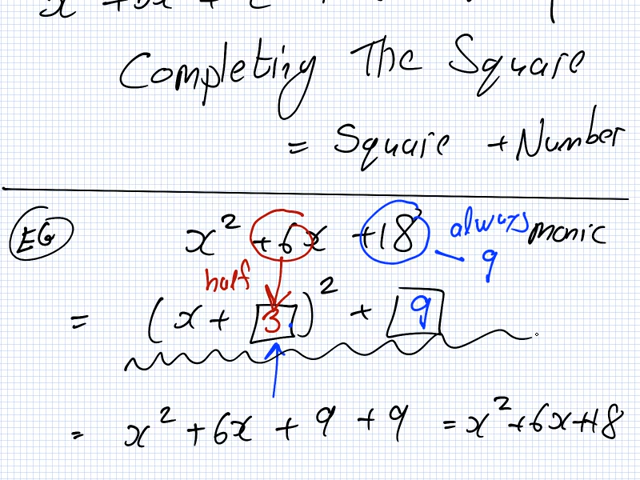 Completing The Square
= Square + Number
EG x² + 6x + 18 always monic
half - 9
= (x + 3)² + 9
= x² + 6x + 9 + 9 = x² + 6x + 18